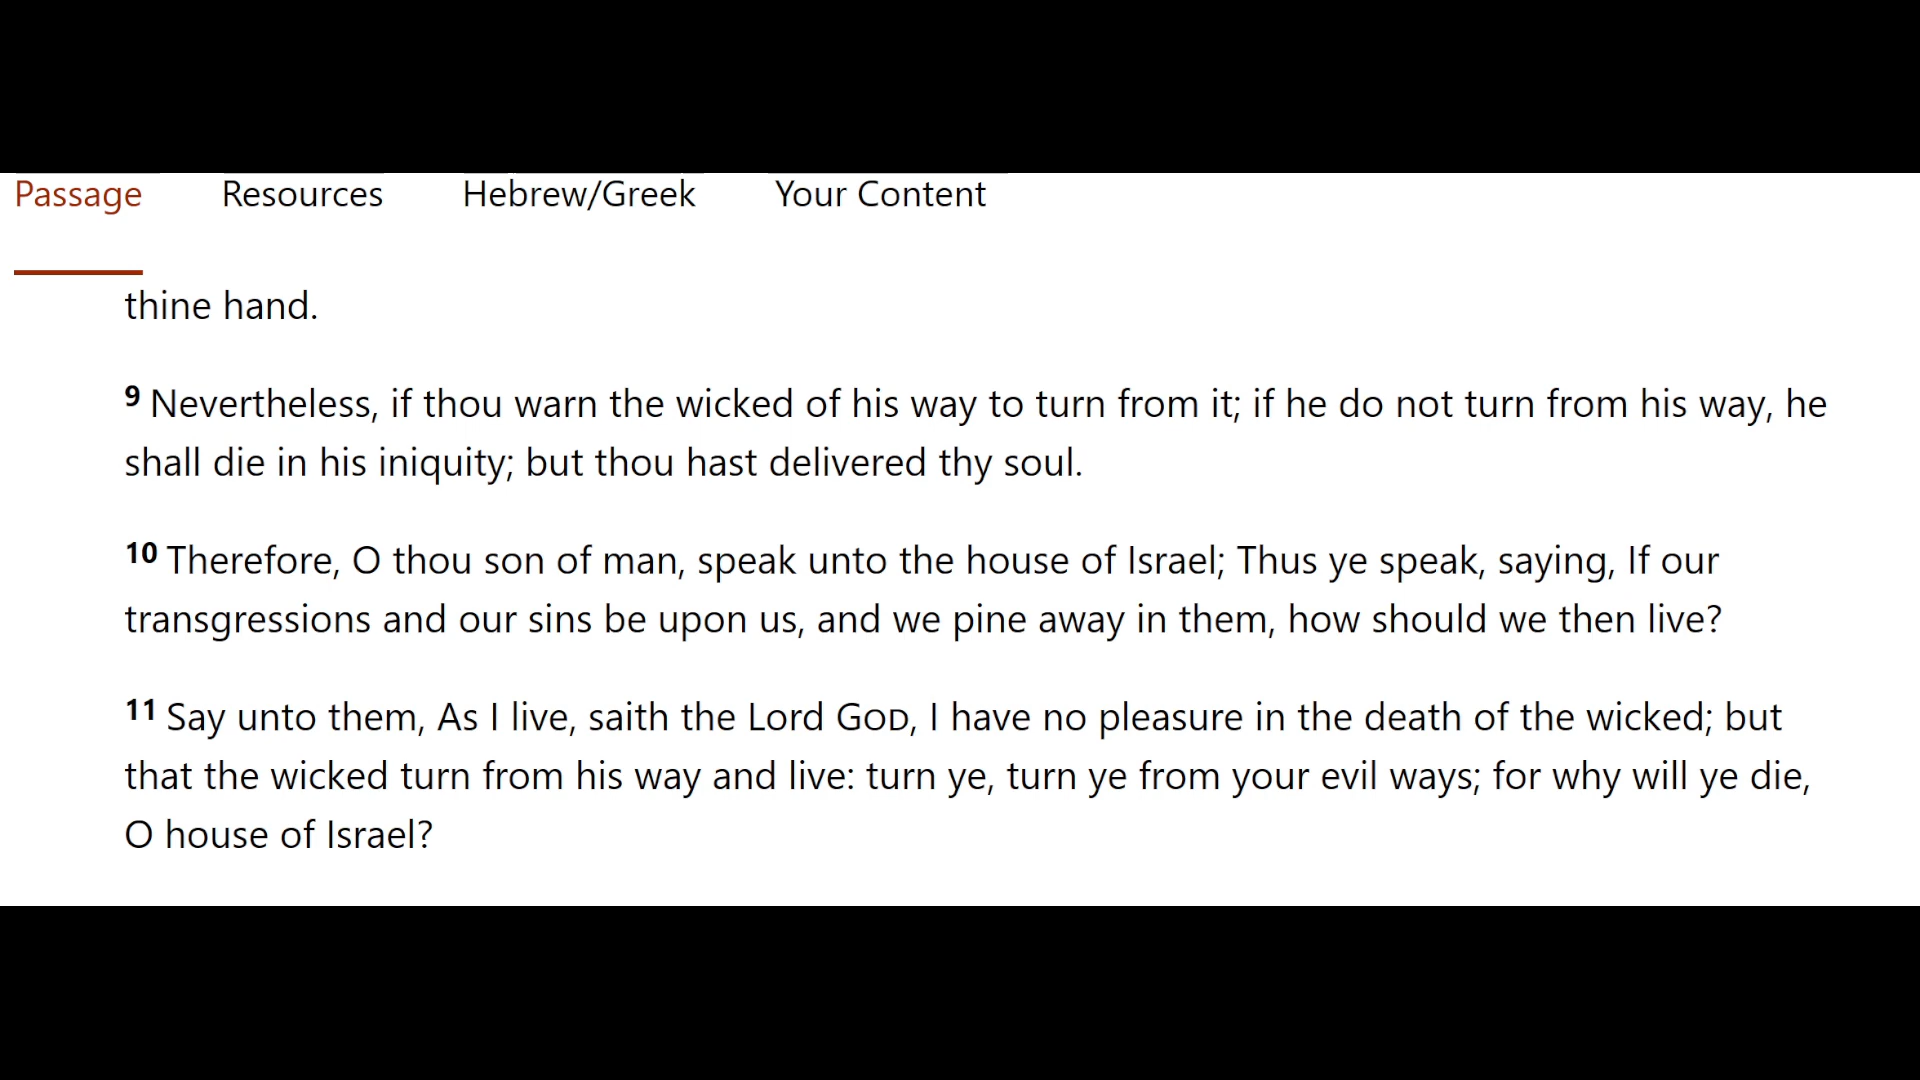 Passage Resources Hebrew/Greek Your Content
thine hand.
9 Nevertheless, if thou warn the wicked of his way to turn from it; if he do not turn from his way, he
shall die in his iniquity; but thou hast delivered thy soul.
10 Therefore, O thou son of man, speak unto the house of Israel; Thus ye speak, saying, If our
transgressions and our sins be upon us, and we pine away in them, how should we then live?
11 Say unto them, As I live, saith the Lord GOD, I have no pleasure in the death of the wicked; but
that the wicked turn from his way and live: turn ye, turn ye from your evil ways; for why will ye die,
O house of Israel?